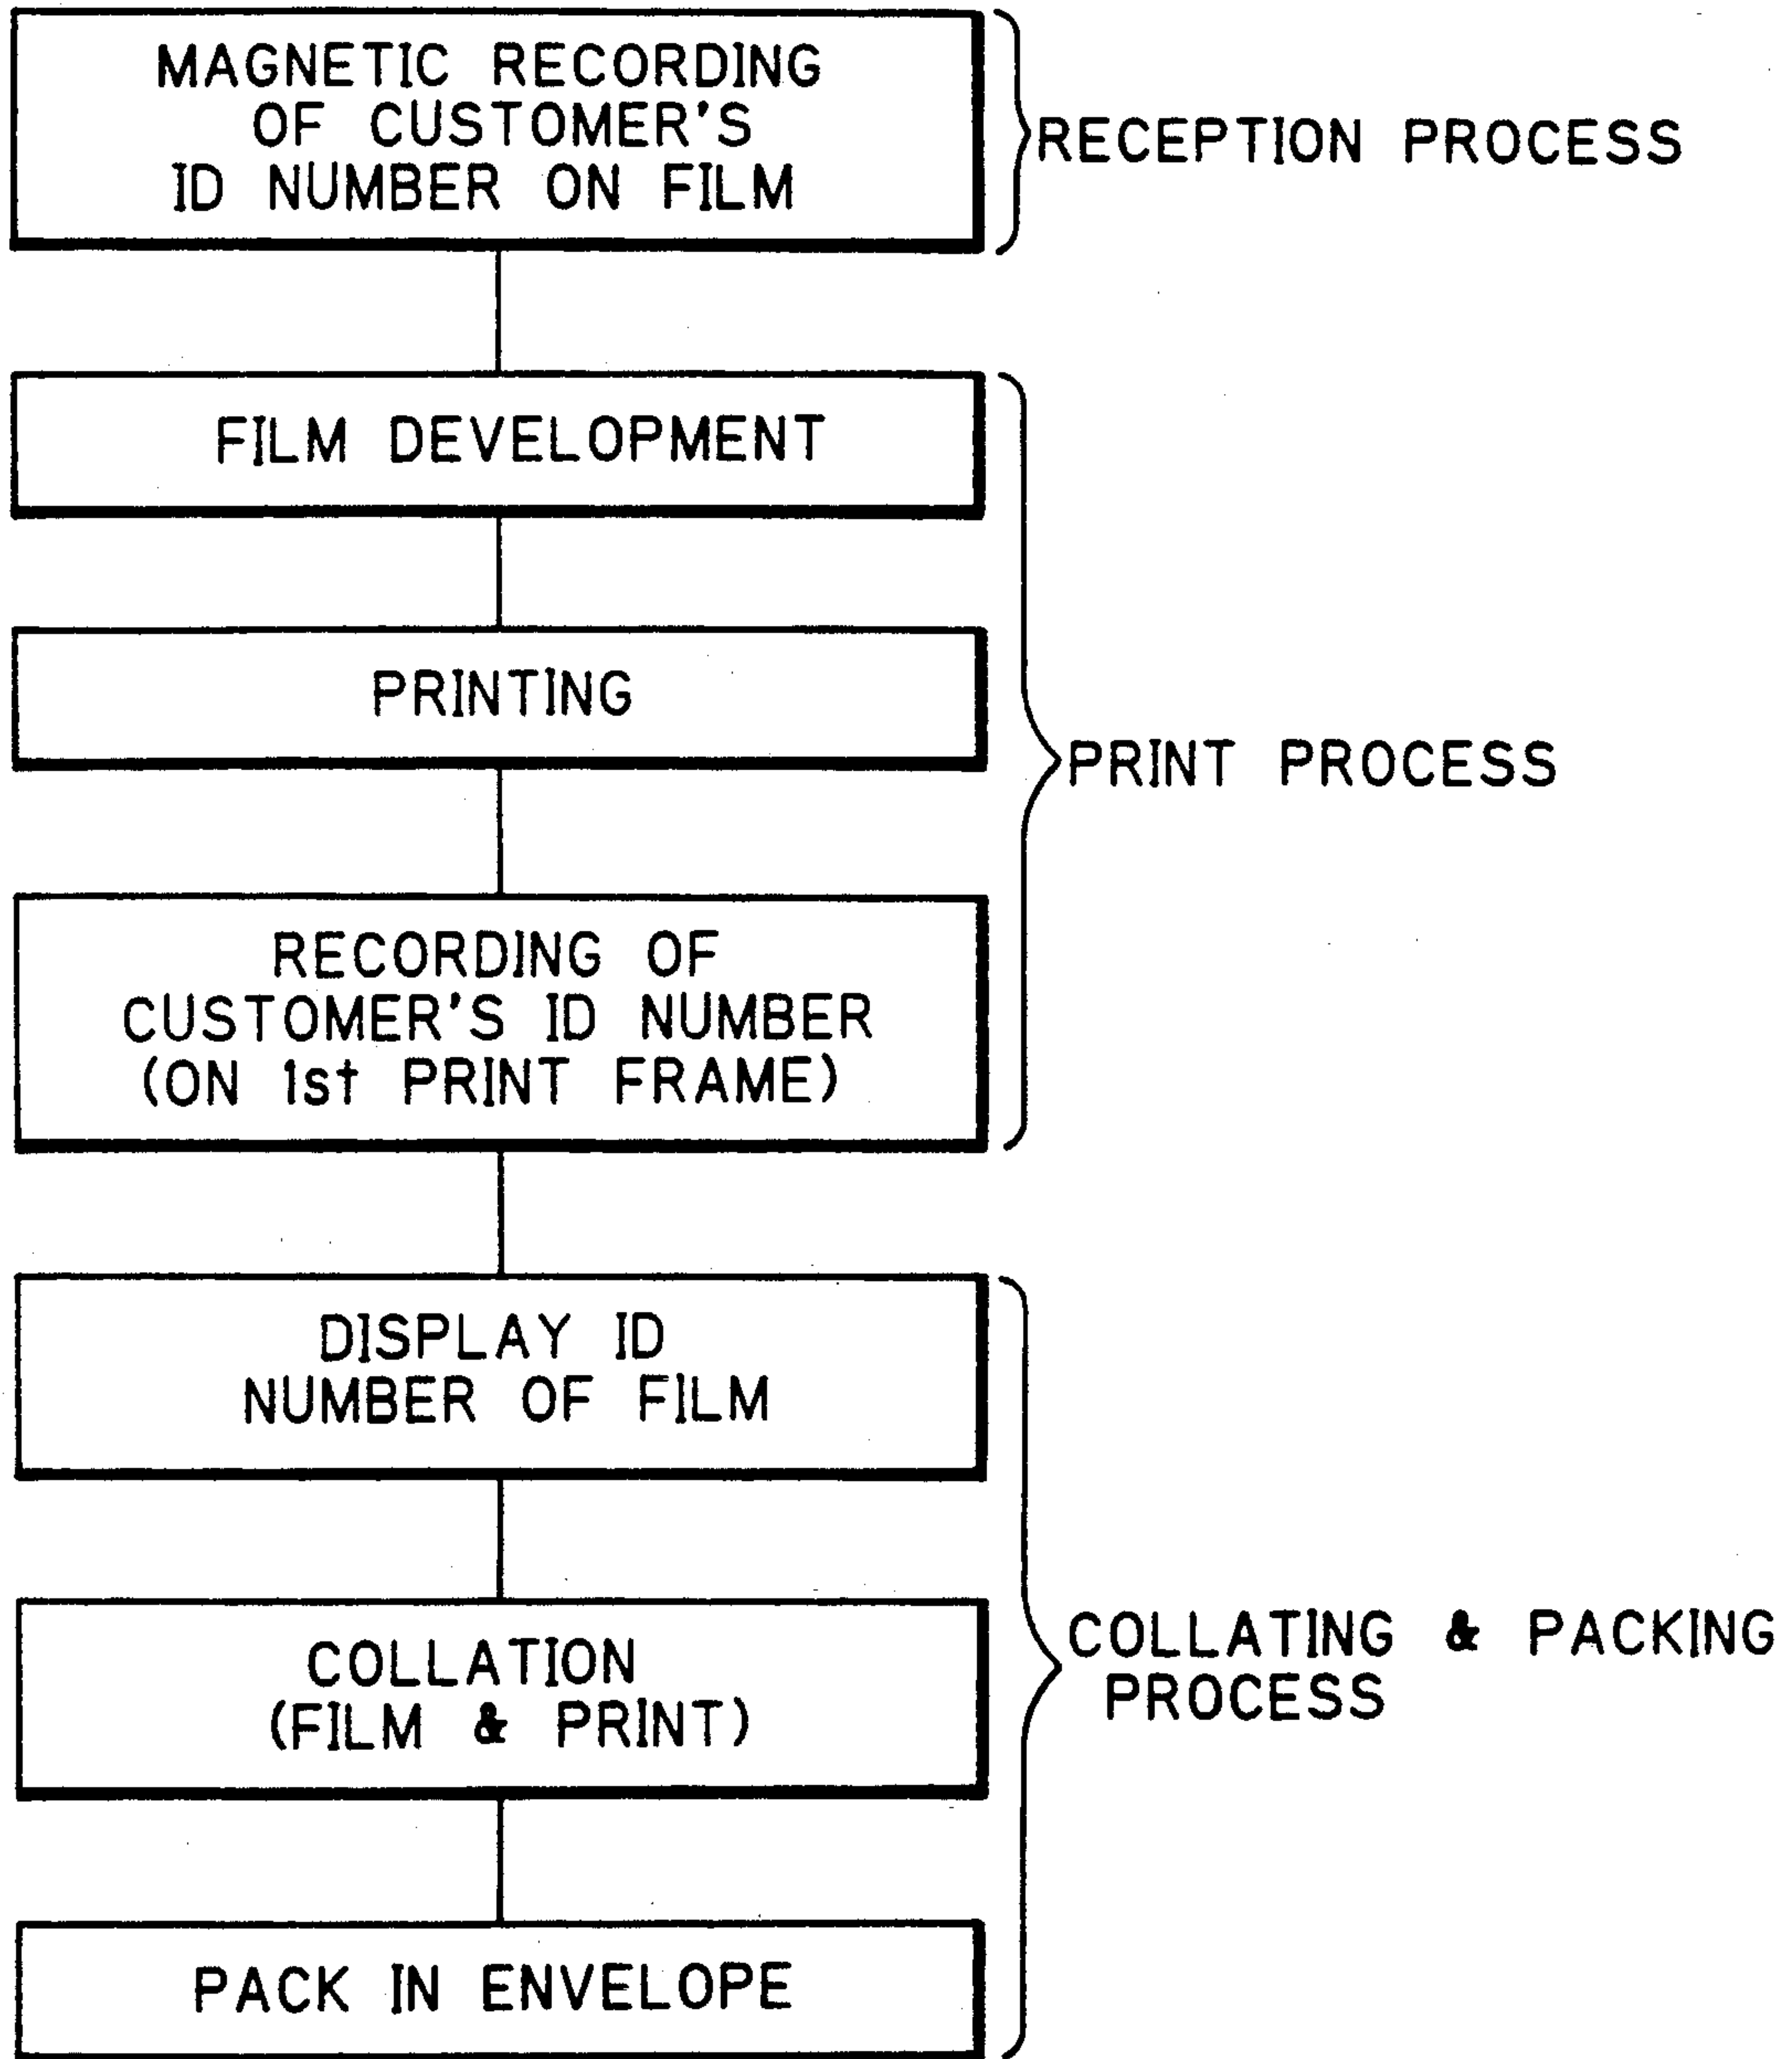 MAGNETIC RECORDING
OF CUSTOMER'S
ID NUMBER ON FILM
RECEPTION PROCESS
FILM DEVELOPMENT
PRINTING
PRINT PROCESS
RECORDING OF
CUSTOMER'S ID NUMBER
(ON 1st PRINT FRAME)
DISPLAY ID
NUMBER OF FILM
COLLATION
(FILM & PRINT)
COLLATING & PACKING
PROCESS
PACK IN ENVELOPE